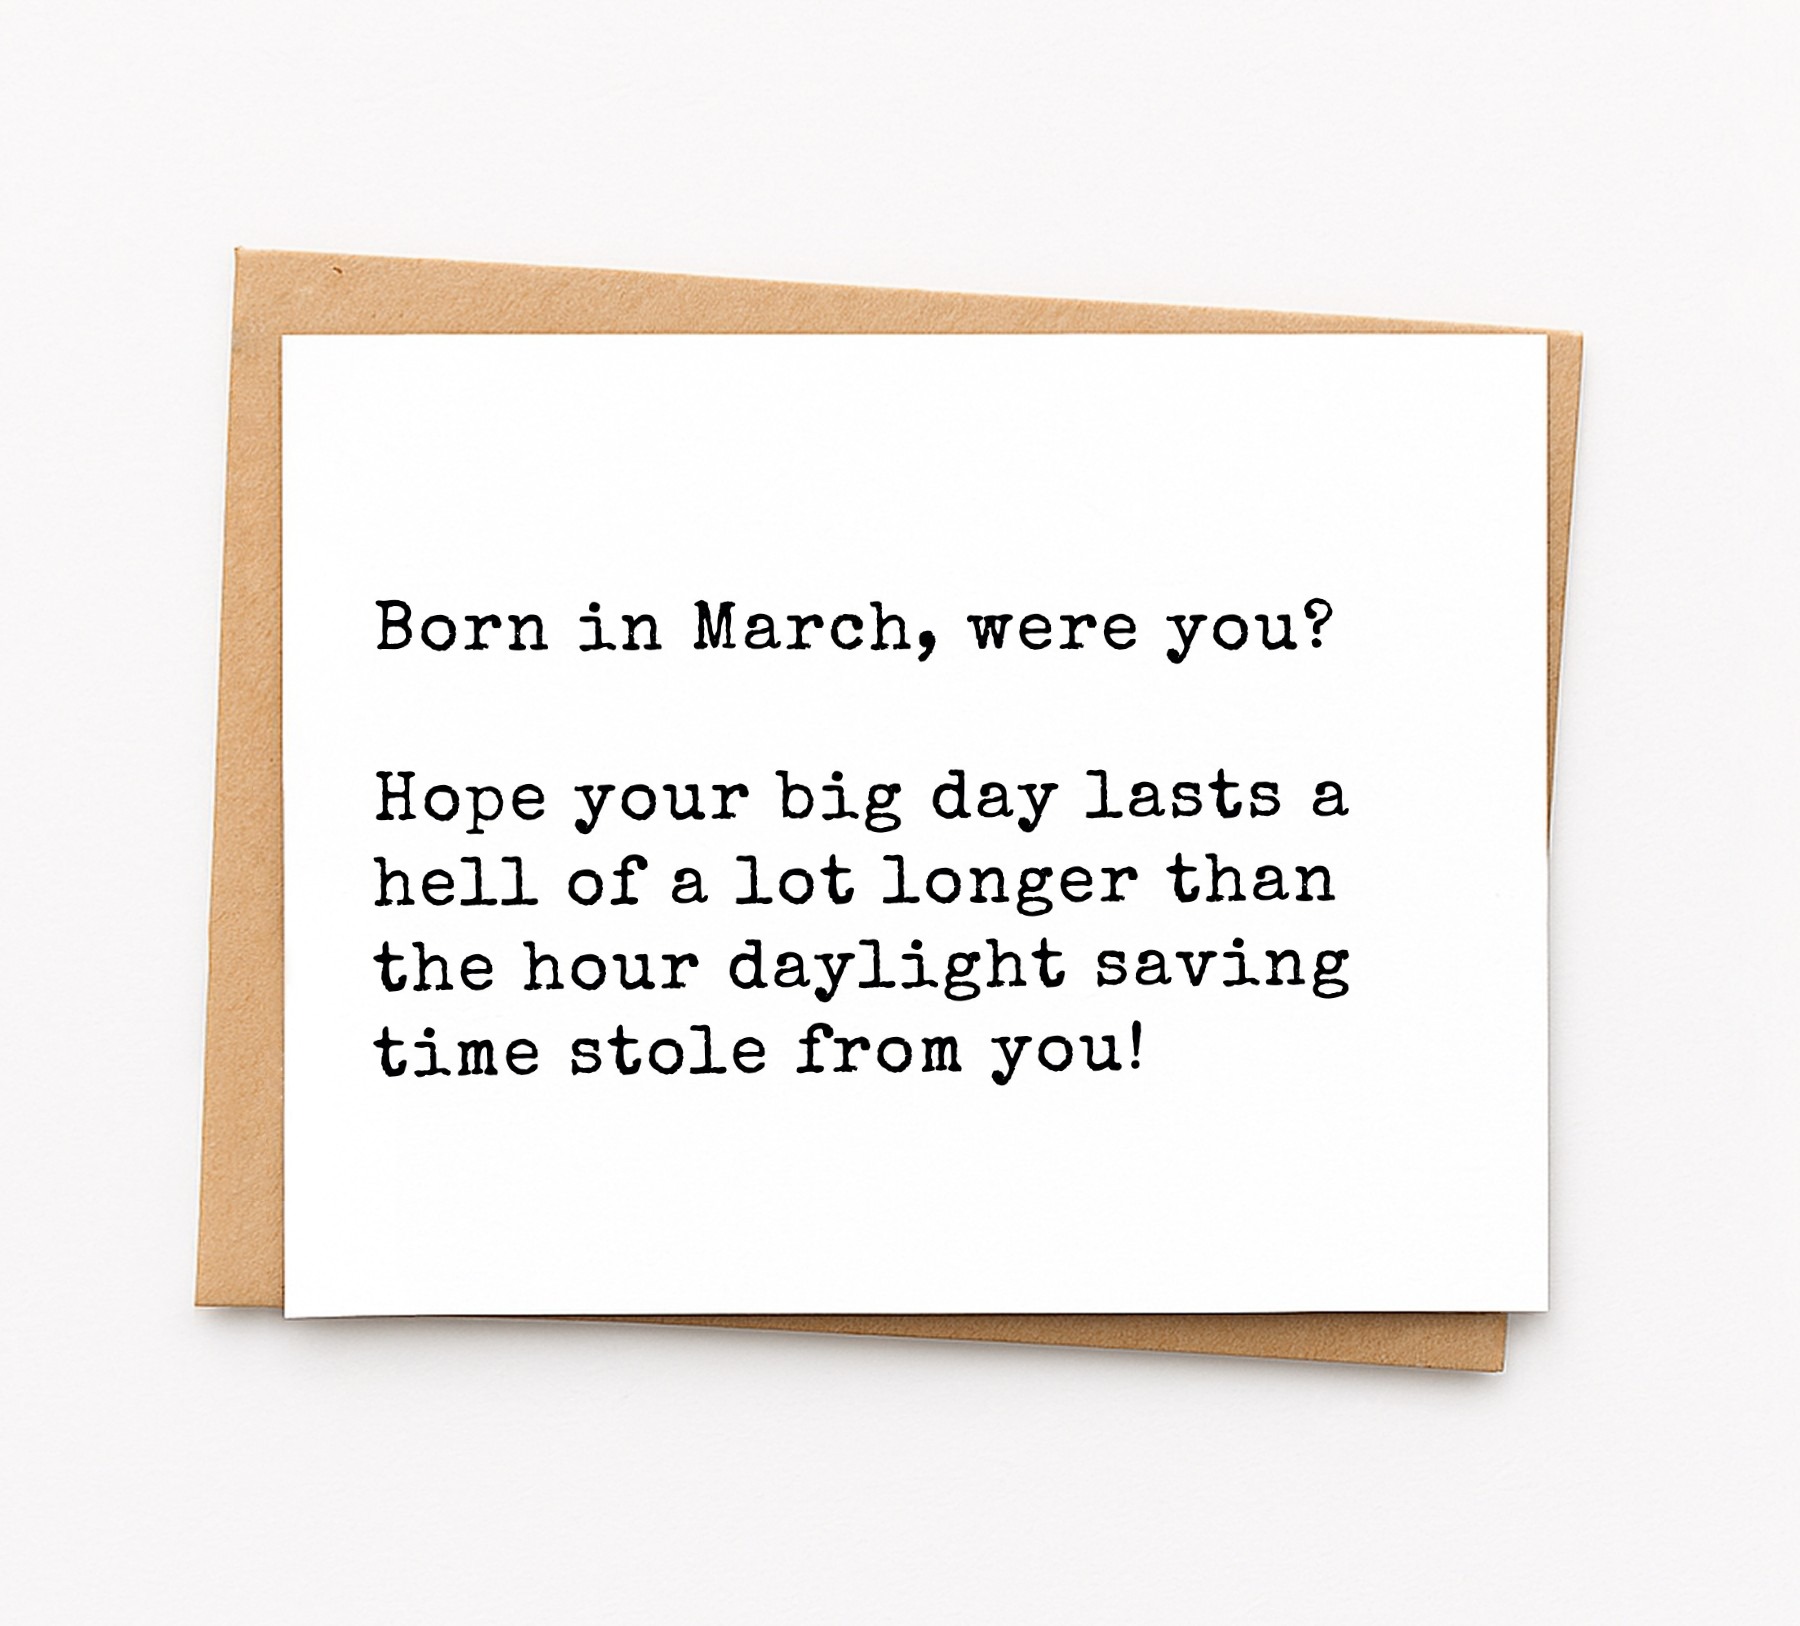 Born in March, were you?
Hope your big day lasts a
hell of a lot longer than
the hour daylight saving
time stole from you!